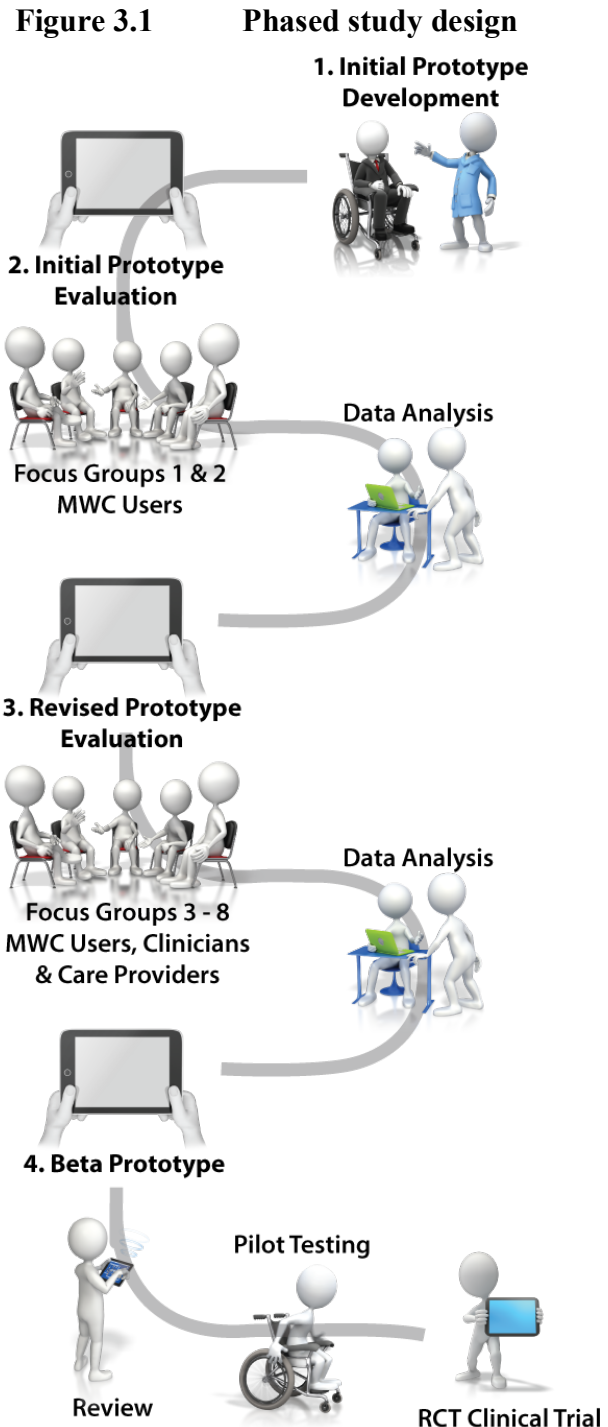 Figure 3.1 Phased study design
1. Initial Prototype
Development
2. Initial Prototype
Evaluation
Data Analysis
Focus Groups 1 & 2
MWC Users
3. Revised Prototype
Evaluation
Data Analysis
Focus Groups 3 - 8
MWC Users, Clinicians
& Care Providers
4. Beta Prototype
Pilot Testing
Review
RCT Clinical Trial